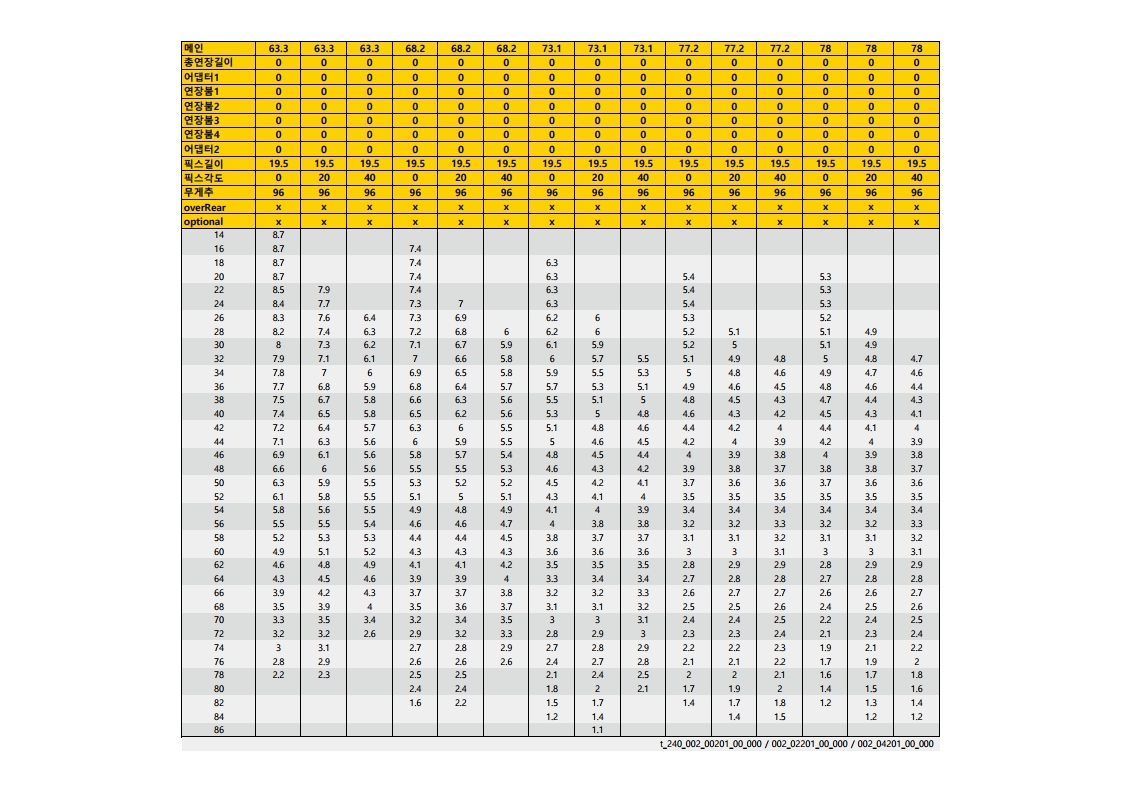 메인 63.3 63.3 63.3 68.2 68.2 68.2 73.1 73.1 73.1 77.2 77.2 77.2 78 78 78
총연장길이 0 0 0 0 0 0 0 0 0 0 0 0 0 0 0
어댑터1 0 0 0 0 0 0 0 0 0 0 0 0 0 0 0
연장붐1 0 0 0 0 0 0 0 0 0 0 0 0 0 0 0
연장붐2 0 0 0 0 0 0 0 0 0 0 0 0 0 0 0
연장붐3 0 0 0 0 0 0 0 0 0 0 0 0 0 0 0
연장붐4 0 0 0 0 0 0 0 0 0 0 0 0 0 0 0
어댑터2 0 0 0 0 0 0 0 0 0 0 0 0 0 0 0
픽스길이 19.5 19.5 19.5 19.5 19.5 19.5 19.5 19.5 19.5 19.5 19.5 19.5 19.5 19.5 19.5
픽스각도 0 20 40 0 20 40 0 20 40 0 20 40 0 20 40
무게추 96 96 96 96 96 96 96 96 96 96 96 96 96 96 96
overRear x x x x x x x x x x x x x x x
optional x x x x x x x x x x x x x x x
14 8.7
16 8.7 7.4
18 8.7 7.4 6.3
20 8.7 7.4 6.3 5.4 5.3
22 8.5 7.9 7.4 6.3 5.4 5.3
24 8.4 7.7 7.3 7 6.3 5.4 5.3
26 8.3 7.6 6.4 7.3 6.9 6.2 6 5.3 5.2
28 8.2 7.4 6.3 7.2 6.8 6 6.2 6 5.2 5.1 5.1 4.9
30 8 7.3 6.2 7.1 6.7 5.9 6.1 5.9 5.2 5 5.1 4.9
32 7.9 7.1 6.1 7 6.6 5.8 6 5.7 5.5 5.1 4.9 4.8 5 4.8 4.7
34 7.8 7 6 6.9 6.5 5.8 5.9 5.5 5.3 5 4.8 4.6 4.9 4.7 4.6
36 7.7 6.8 5.9 6.8 6.4 5.7 5.7 5.3 5.1 4.9 4.6 4.5 4.8 4.6 4.4
38 7.5 6.7 5.8 6.6 6.3 5.6 5.5 5.1 5 4.8 4.5 4.3 4.7 4.4 4.3
40 7.4 6.5 5.8 6.5 6.2 5.6 5.3 5 4.8 4.6 4.3 4.2 4.5 4.3 4.1
42 7.2 6.4 5.7 6.3 6 5.5 5.1 4.8 4.6 4.4 4.2 4 4.4 4.1 4
44 7.1 6.3 5.6 6 5.9 5.5 5 4.6 4.5 4.2 4 3.9 4.2 4 3.9
46 6.9 6.1 5.6 5.8 5.7 5.4 4.8 4.5 4.4 4 3.9 3.8 4 3.9 3.8
48 6.6 6 5.6 5.5 5.5 5.3 4.6 4.3 4.2 3.9 3.8 3.7 3.8 3.8 3.7
50 6.3 5.9 5.5 5.3 5.2 5.2 4.5 4.2 4.1 3.7 3.6 3.6 3.7 3.6 3.6
52 6.1 5.8 5.5 5.1 5 5.1 4.3 4.1 4 3.5 3.5 3.5 3.5 3.5 3.5
54 5.8 5.6 5.5 4.9 4.8 4.9 4.1 4 3.9 3.4 3.4 3.4 3.4 3.4 3.4
56 5.5 5.5 5.4 4.6 4.6 4.7 4 3.8 3.8 3.2 3.2 3.3 3.2 3.2 3.3
58 5.2 5.3 5.3 4.4 4.4 4.5 3.8 3.7 3.7 3.1 3.1 3.2 3.1 3.1 3.2
60 4.9 5.1 5.2 4.3 4.3 4.3 3.6 3.6 3.6 3 3 3.1 3 3 3.1
62 4.6 4.8 4.9 4.1 4.1 4.2 3.5 3.5 3.5 2.8 2.9 2.9 2.8 2.9 2.9
64 4.3 4.5 4.6 3.9 3.9 4 3.3 3.4 3.4 2.7 2.8 2.8 2.7 2.8 2.8
66 3.9 4.2 4.3 3.7 3.7 3.8 3.2 3.2 3.3 2.6 2.7 2.7 2.6 2.6 2.7
68 3.5 3.9 4 3.5 3.6 3.7 3.1 3.1 3.2 2.5 2.5 2.6 2.4 2.5 2.6
70 3.3 3.5 3.4 3.2 3.4 3.5 3 3 3.1 2.4 2.4 2.5 2.2 2.4 2.5
72 3.2 3.2 2.6 2.9 3.2 3.3 2.8 2.9 3 2.3 2.3 2.4 2.1 2.3 2.4
74 3 3.1 2.7 2.8 2.9 2.7 2.8 2.9 2.2 2.2 2.3 1.9 2.1 2.2
76 2.8 2.9 2.6 2.6 2.6 2.4 2.7 2.8 2.1 2.1 2.2 1.7 1.9 2
78 2.2 2.3 2.5 2.5 2.1 2.4 2.5 2 2 2.1 1.6 1.7 1.8
80 2.4 2.4 1.8 2 2.1 1.7 1.9 2 1.4 1.5 1.6
82 1.6 2.2 1.5 1.7 1.4 1.7 1.8 1.2 1.3 1.4
84 1.2 1.4 1.4 1.5 1.2 1.2
86 1.1
t_240_002_00201_00_000 / 002_02201_00_000 / 002_04201_00_000